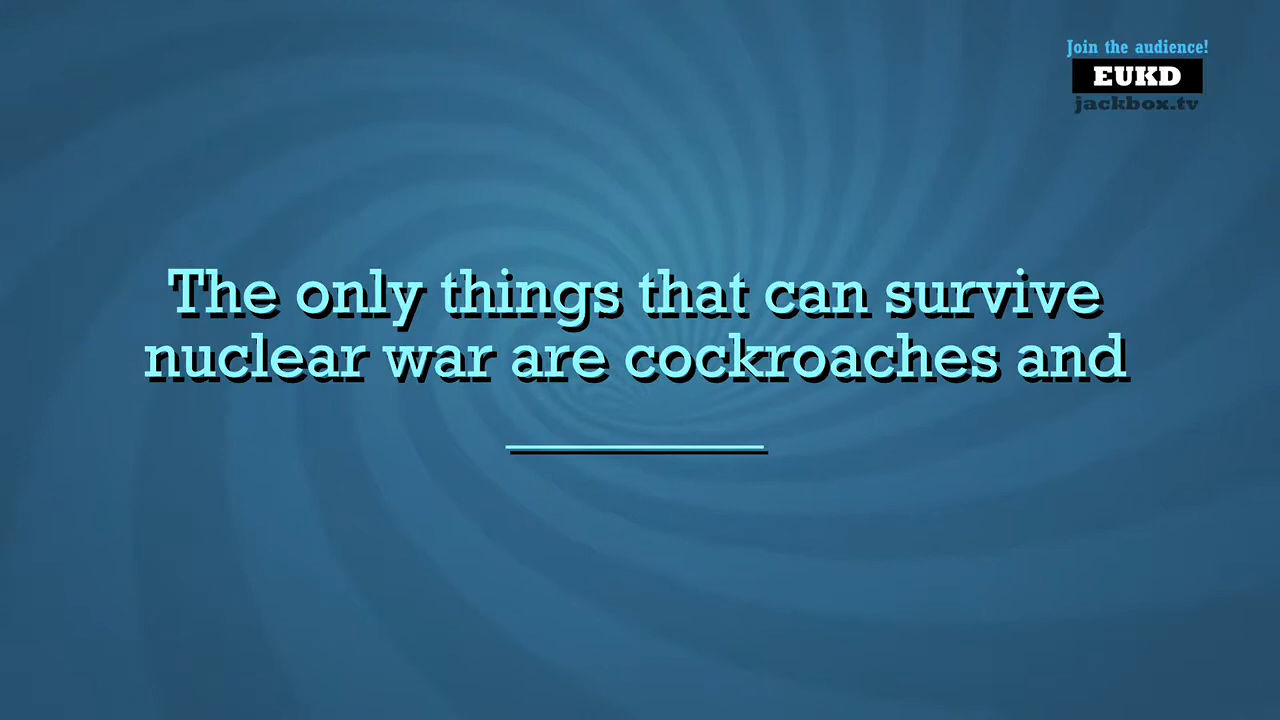 Join the audience!
EUKD
jackbox.tv
The only things that can survive
nuclear war are cockroaches and